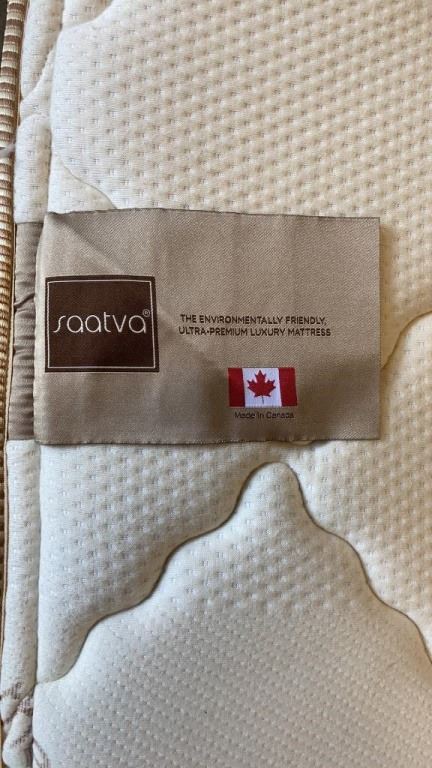 saatva®
THE ENVIRONMENTALLY FRIENDLY,
ULTRA-PREMIUM LUXURY MATTRESS
Made in Canada